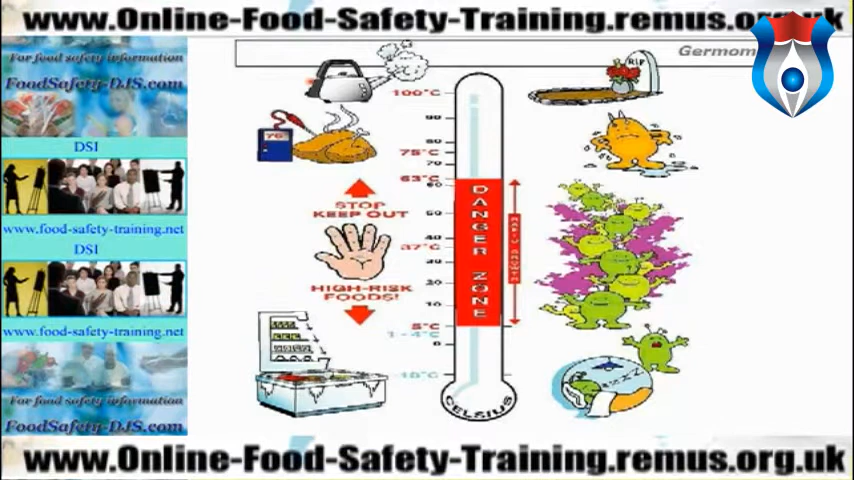 www.Online-Food-Safety-Training.remus.org.uk
For food safety information
FoodSafety-DJS.com
DSI
www.food-safety-training.net
DSI
www.food-safety-training.net
For food safety information
FoodSafety-DJS.com
Germom
100°C
RIP
90
75°
75°C
70
63°C
60
STOP
KEEP OUT
50
40
37°C
30
HIGH-RISK
FOODS!
20
10
5°C
1 - 4°C
0
-18°C
DANGER ZONE
RAPID GROWTH
ZZZZ
CELSIUS
www.Online-Food-Safety-Training.remus.org.uk